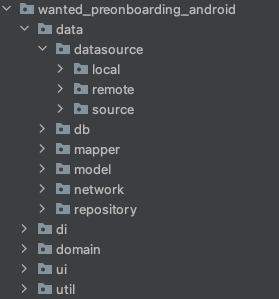 wanted_preonboarding_android
data
datasource
local
remote
source
db
mapper
model
network
repository
di
domain
ui
util